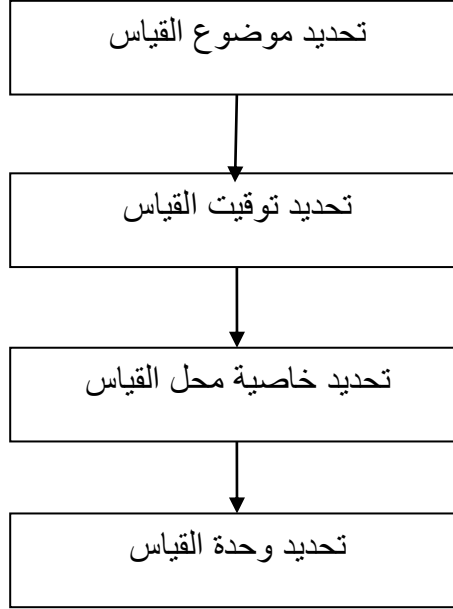 تحديد موضوع القياس
تحديد توقيت القياس
تحديد خاصية محل القياس
تحديد وحدة القياس